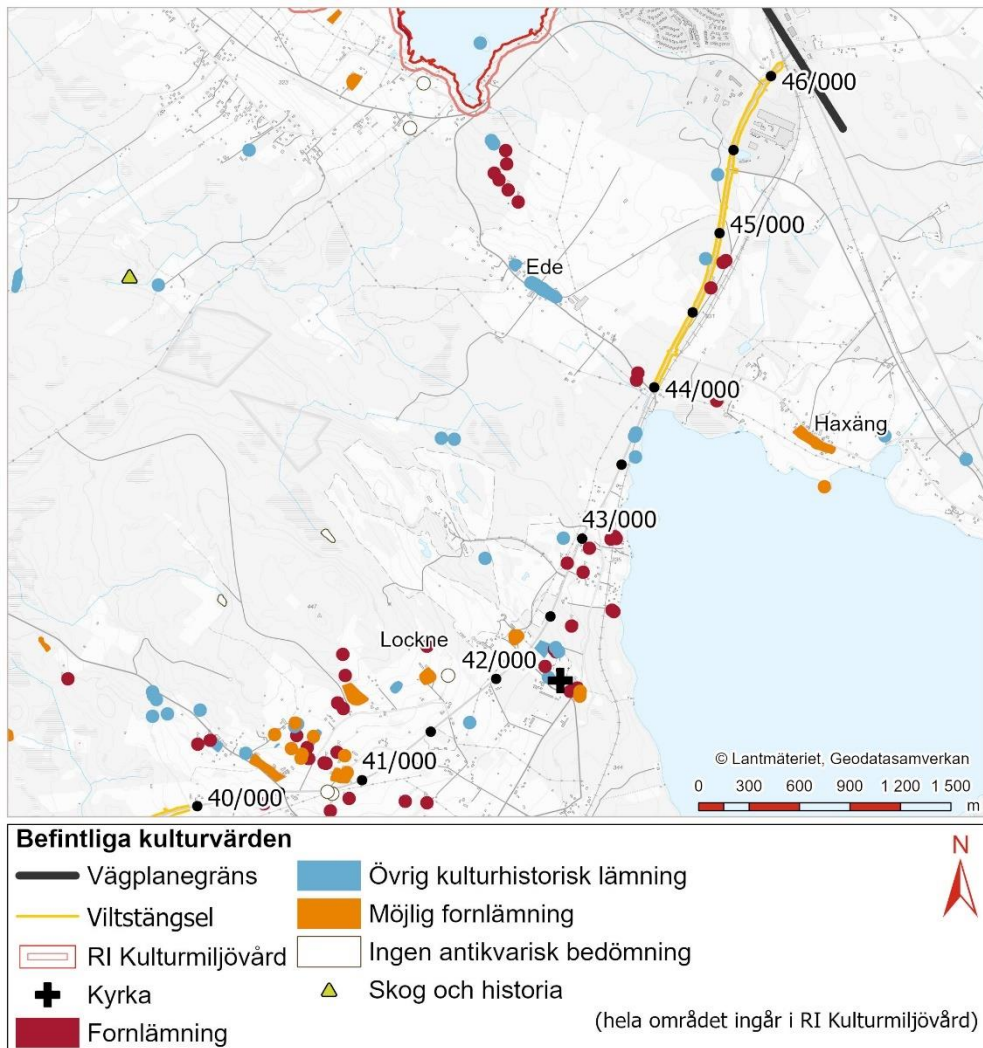 46/000
45/000
Ede
44/000
Haxäng
43/000
Lockne
42/000
41/000
40/000
© Lantmäteriet, Geodatasamverkan
0 300 600 900 1 200 1 500
m
Befintliga kulturvärden
Vägplanegräns
Viltstängsel
RI Kulturmiljövård
Kyrka
Fornlämning
Övrig kulturhistorisk lämning
Möjlig fornlämning
Ingen antikvarisk bedömning
Skog och historia
N
(hela området ingår i RI Kulturmiljövård)